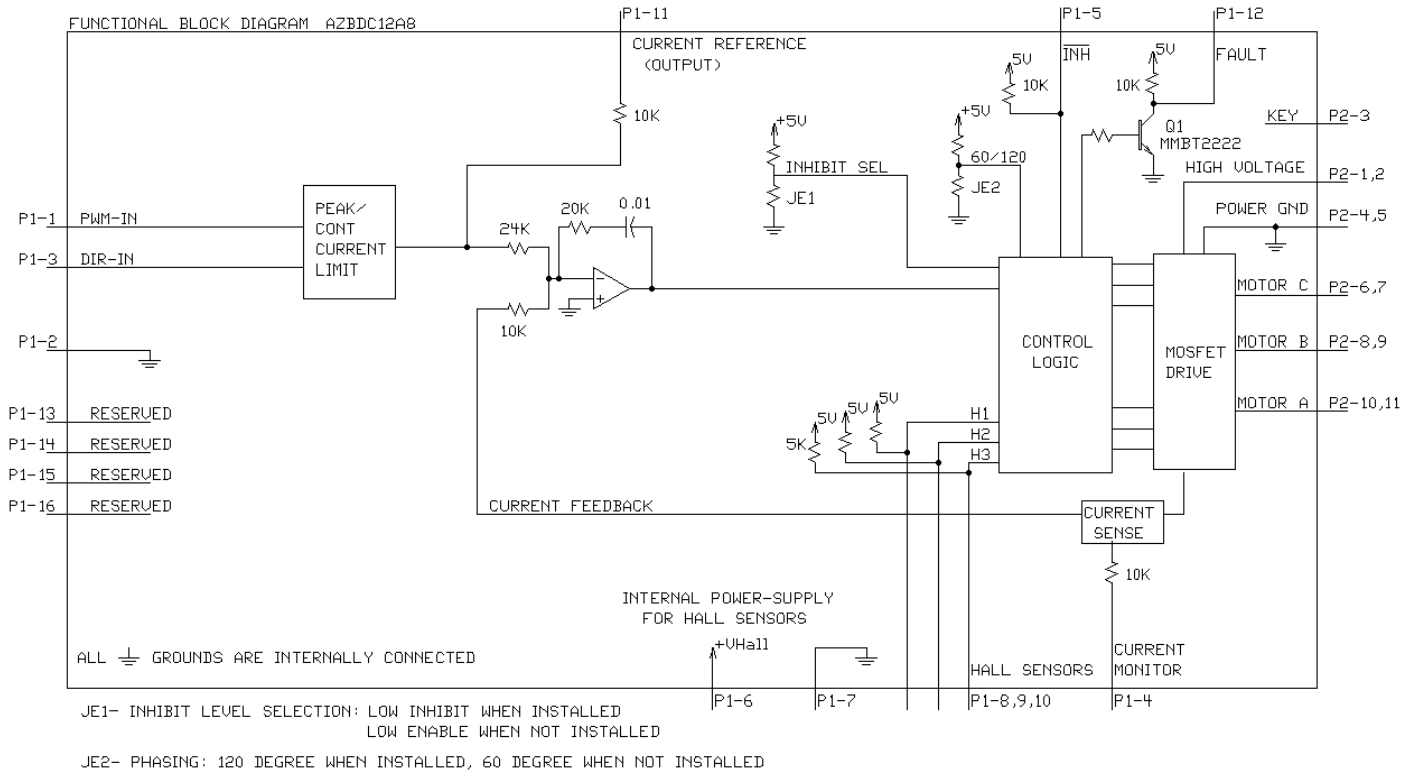 FUNCTIONAL BLOCK DIAGRAM AZBDC12A8
P1-11
P1-5
P1-12
CURRENT REFERENCE
(OUTPUT)
INH
FAULT
5V
10K
5V
10K
10K
Q1
MMBT2222
KEY
P2-3
+5V
+5V
INHIBIT SEL
60/120
JE1
JE2
HIGH VOLTAGE
P2-1,2
POWER GND
P2-4,5
P1-1
PWM-IN
P1-3
DIR-IN
PEAK/
CONT
CURRENT
LIMIT
24K
20K
0.01
-
+
10K
CONTROL
LOGIC
MOSFET
DRIVE
MOTOR C
P2-6,7
MOTOR B
P2-8,9
MOTOR A
P2-10,11
P1-2
P1-13
RESERVED
P1-14
RESERVED
P1-15
RESERVED
P1-16
RESERVED
5V
5V
5V
5K
H1
H2
H3
CURRENT FEEDBACK
CURRENT
SENSE
10K
INTERNAL POWER-SUPPLY
FOR HALL SENSORS
+VHall
ALL GROUNDS ARE INTERNALLY CONNECTED
HALL SENSORS
CURRENT
MONITOR
P1-6
P1-7
P1-8,9,10
P1-4
JE1- INHIBIT LEVEL SELECTION: LOW INHIBIT WHEN INSTALLED
LOW ENABLE WHEN NOT INSTALLED
JE2- PHASING: 120 DEGREE WHEN INSTALLED, 60 DEGREE WHEN NOT INSTALLED